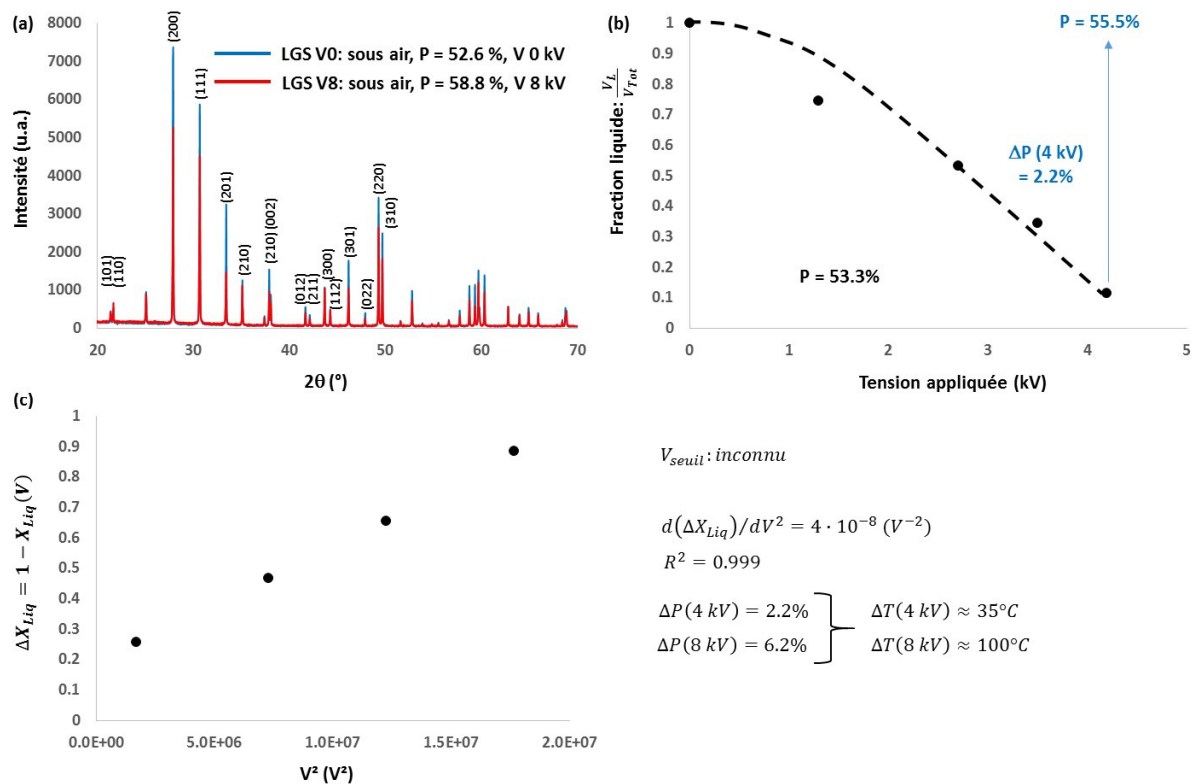 (a)
8000
7000
6000
5000
4000
3000
2000
1000
0
Intensité (u.a.)
LGS V0: sous air, P = 52.6 %, V 0 kV
LGS V8: sous air, P = 58.8 %, V 8 kV
(101)
(110)
(200)
(111)
(201)
(210)
(210) (002)
(012)
(211)
(300)
(112)
(301)
(022)
(220)
(310)
20
30
40
50
60
70
2θ (°)
(b)
1
0.9
0.8
0.7
0.6
0.5
0.4
0.3
0.2
0.1
0
Fraction liquide: V_L / V_Tot
P = 55.5%
ΔP (4 kV)
= 2.2%
P = 53.3%
0
1
2
3
4
5
Tension appliquée (kV)
(c)
1
0.9
0.8
0.7
0.6
0.5
0.4
0.3
0.2
0.1
0
ΔX_Liq = 1 − X_Liq(V)
0.0E+00
5.0E+06
1.0E+07
1.5E+07
2.0E+07
V² (V²)
V_seuil: inconnu
d(ΔX_Liq)/dV² = 4 · 10⁻⁸ (V⁻²)
R² = 0.999
ΔP(4 kV) = 2.2%
ΔP(8 kV) = 6.2%
ΔT(4 kV) ≈ 35°C
ΔT(8 kV) ≈ 100°C